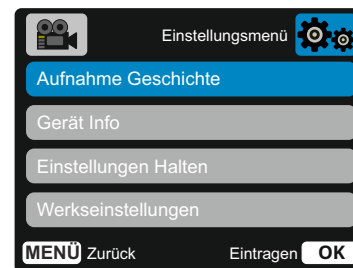 Einstellungsmenü
Aufnahme Geschichte
Gerät Info
Einstellungen Halten
Werkseinstellungen
MENÜ Zurück Eintragen OK